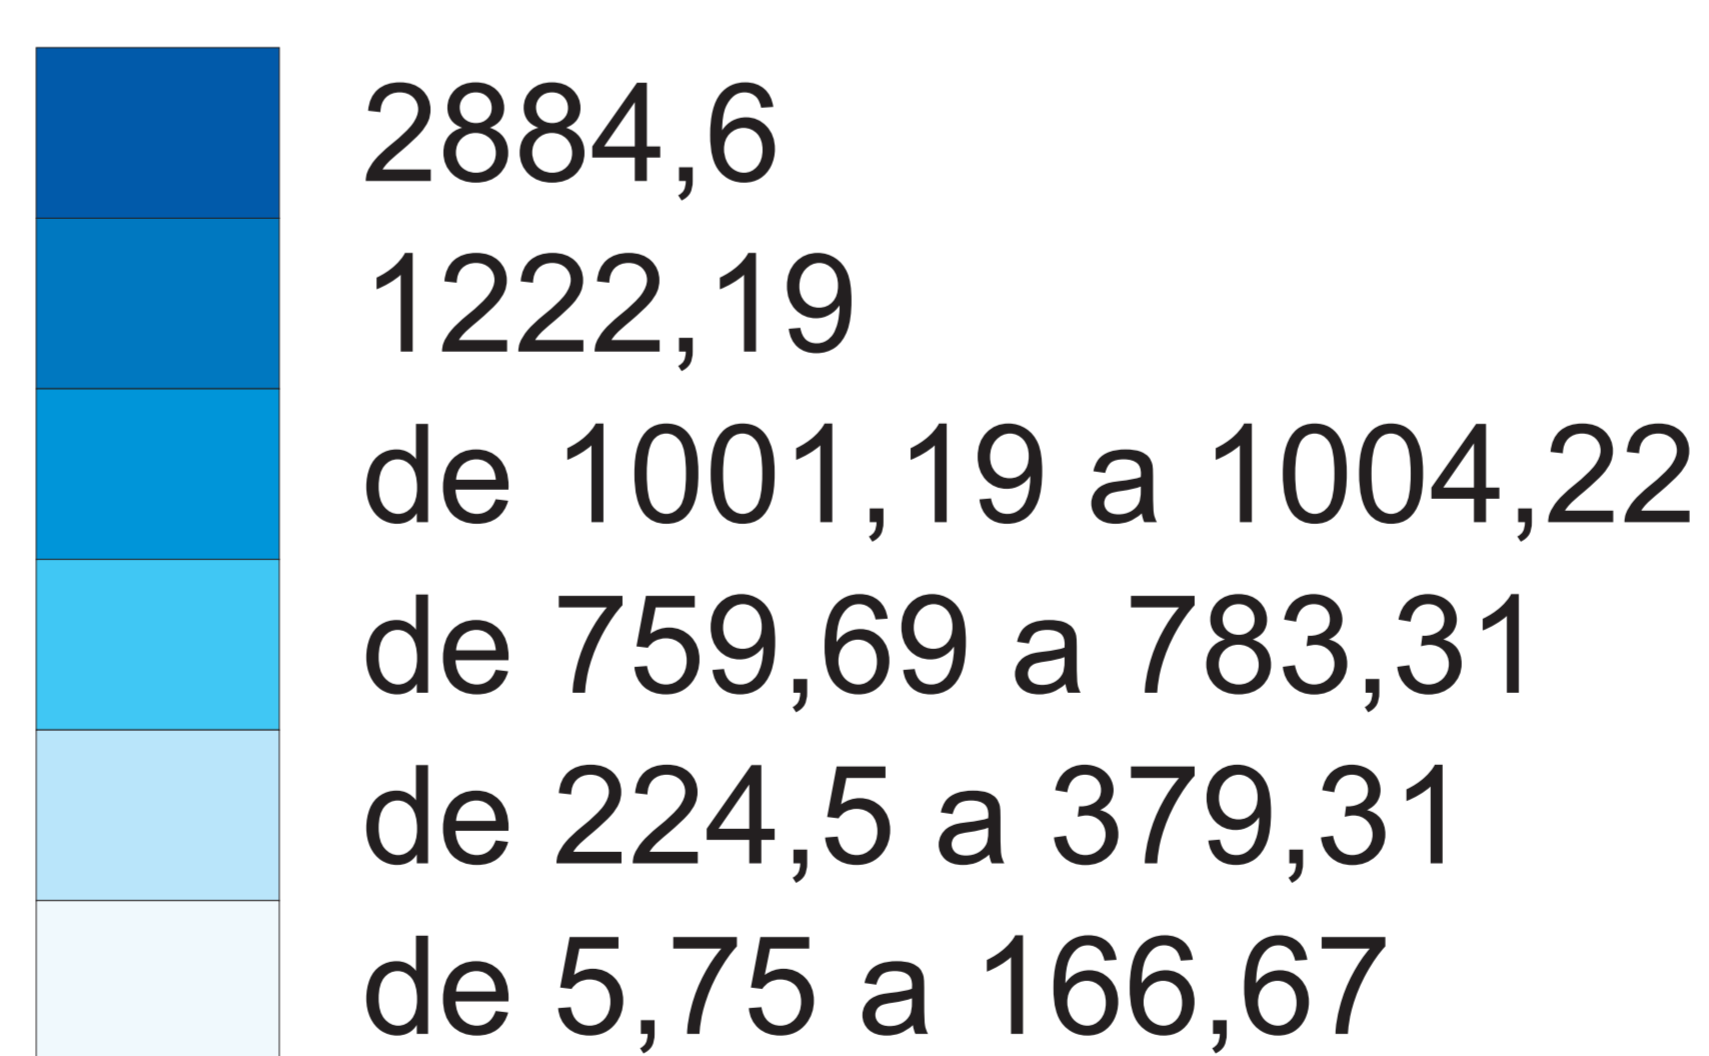 2884,6
1222,19
de 1001,19 a 1004,22
de 759,69 a 783,31
de 224,5 a 379,31
de 5,75 a 166,67